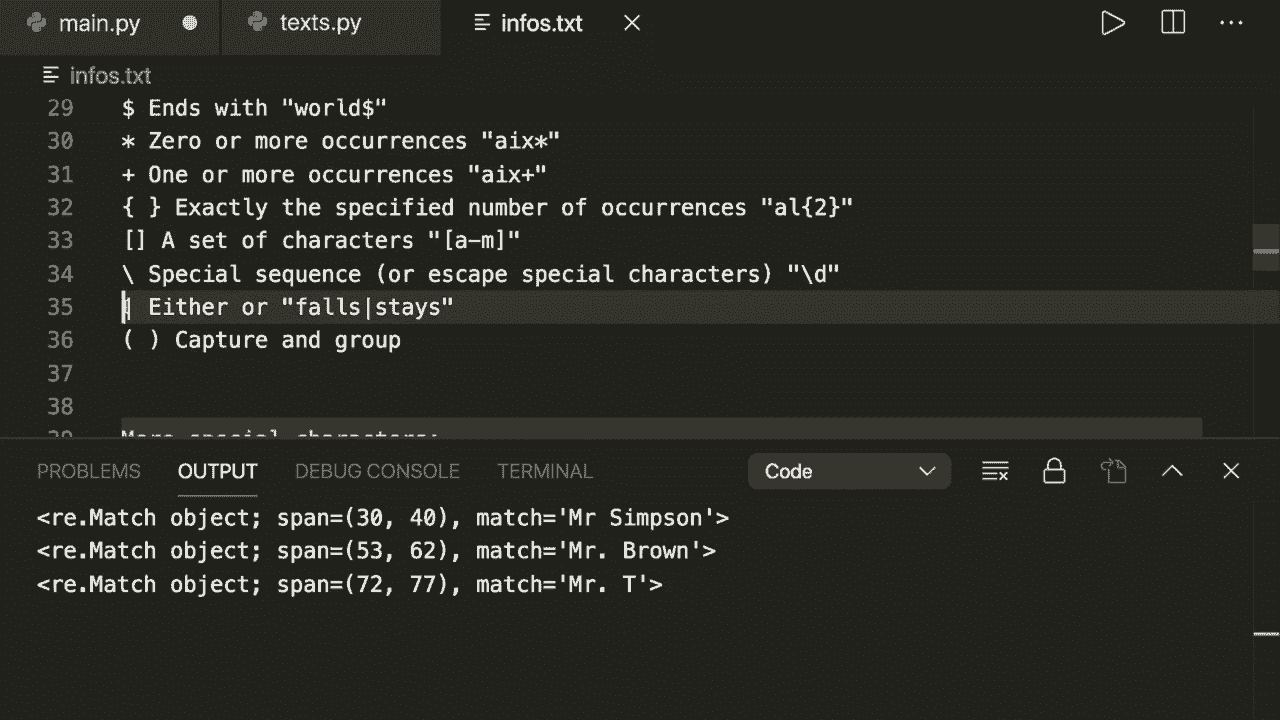 main.py
texts.py
infos.txt
infos.txt
29 $ Ends with "world$"
30 * Zero or more occurrences "aix*"
31 + One or more occurrences "aix+"
32 { } Exactly the specified number of occurrences "al{2}"
33 [] A set of characters "[a-m]"
34 \ Special sequence (or escape special characters) "\d"
35 | Either or "falls|stays"
36 ( ) Capture and group
37
38
39 More special characters:
PROBLEMS OUTPUT DEBUG CONSOLE TERMINAL Code
<re.Match object; span=(30, 40), match='Mr Simpson'>
<re.Match object; span=(53, 62), match='Mr. Brown'>
<re.Match object; span=(72, 77), match='Mr. T'>